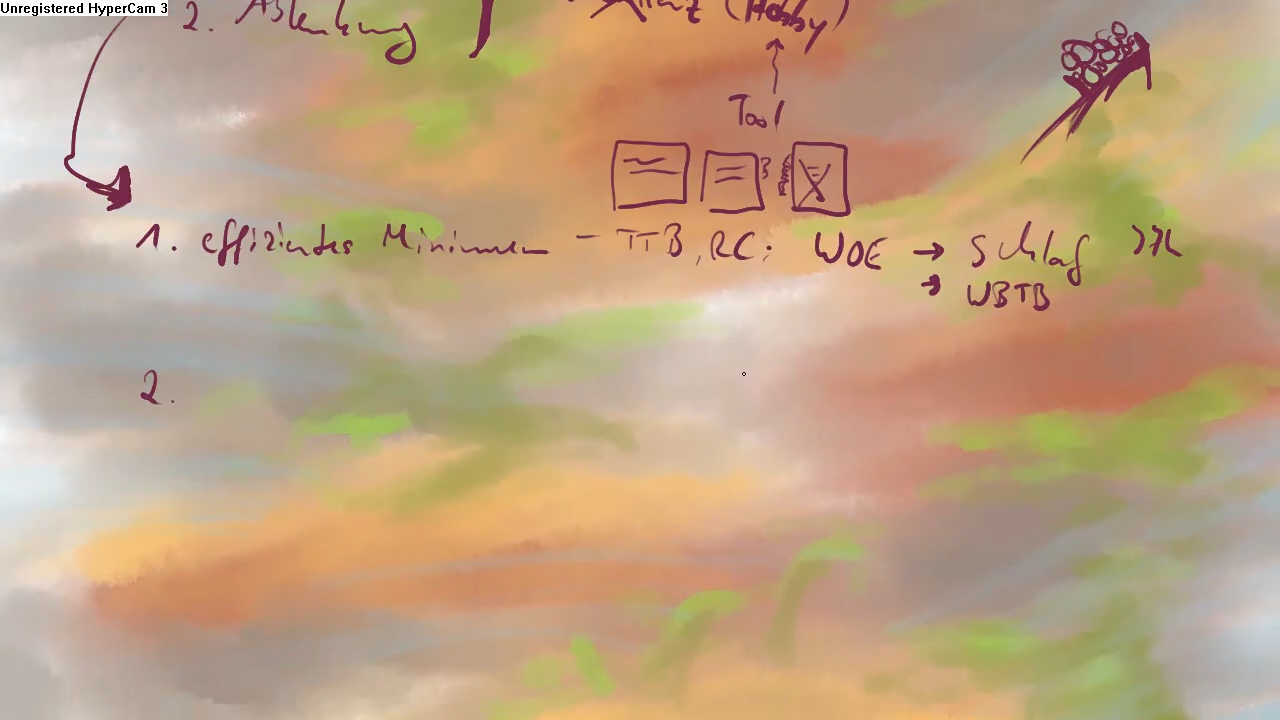 Unregistered HyperCam 3
2. Ablenkung
(Hobby)
Tool
1. effizientes Minimum - TTB, RC; WOE → Schlaf
→ WBTB
2.